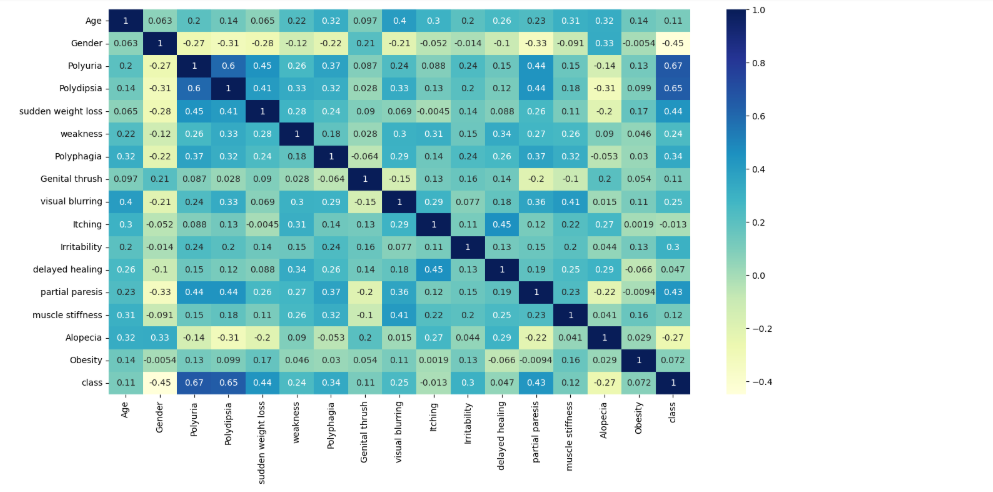 Age 1 0.063 0.2 0.14 0.065 0.22 0.32 0.097 0.4 0.3 0.2 0.26 0.23 0.31 0.32 0.14 0.11
Gender 0.063 1 -0.27 -0.31 -0.28 -0.12 -0.22 0.21 -0.21 -0.052 -0.014 -0.1 -0.33 -0.091 0.33 -0.0054 -0.45
Polyuria 0.2 -0.27 1 0.6 0.45 0.26 0.37 0.087 0.24 0.088 0.24 0.15 0.44 0.15 -0.14 0.13 0.67
Polydipsia 0.14 -0.31 0.6 1 0.41 0.33 0.32 0.028 0.33 0.13 0.2 0.12 0.44 0.18 -0.31 0.099 0.65
sudden weight loss 0.065 -0.28 0.45 0.41 1 0.28 0.24 0.09 0.069 -0.0045 0.14 0.088 0.26 0.11 -0.2 0.17 0.44
weakness 0.22 -0.12 0.26 0.33 0.28 1 0.18 0.028 0.3 0.31 0.15 0.34 0.27 0.26 0.09 0.046 0.24
Polyphagia 0.32 -0.22 0.37 0.32 0.24 0.18 1 -0.064 0.29 0.14 0.24 0.26 0.37 0.32 -0.053 0.03 0.34
Genital thrush 0.097 0.21 0.087 0.028 0.09 0.028 -0.064 1 -0.15 0.13 0.16 0.14 -0.2 -0.1 0.2 0.054 0.11
visual blurring 0.4 -0.21 0.24 0.33 0.069 0.3 0.29 -0.15 1 0.29 0.077 0.18 0.36 0.41 0.015 0.11 0.25
Itching 0.3 -0.052 0.088 0.13 -0.0045 0.31 0.14 0.13 0.29 1 0.11 0.45 0.12 0.22 0.27 0.0019 -0.013
Irritability 0.2 -0.014 0.24 0.2 0.14 0.15 0.24 0.16 0.077 0.11 1 0.13 0.15 0.2 0.044 0.13 0.3
delayed healing 0.26 -0.1 0.15 0.12 0.088 0.34 0.26 0.14 0.18 0.45 0.13 1 0.19 0.25 0.29 -0.066 0.047
partial paresis 0.23 -0.33 0.44 0.44 0.26 0.27 0.37 -0.2 0.36 0.12 0.15 0.19 1 0.23 -0.22 -0.0094 0.43
muscle stiffness 0.31 -0.091 0.15 0.18 0.11 0.26 0.32 -0.1 0.41 0.22 0.2 0.25 0.23 1 0.041 0.16 0.12
Alopecia 0.32 0.33 -0.14 -0.31 -0.2 0.09 -0.053 0.2 0.015 0.27 0.044 0.29 -0.22 0.041 1 0.029 -0.27
Obesity 0.14 -0.0054 0.13 0.099 0.17 0.046 0.03 0.054 0.11 0.0019 0.13 -0.066 -0.0094 0.16 0.029 1 0.072
class 0.11 -0.45 0.67 0.65 0.44 0.24 0.34 0.11 0.25 -0.013 0.3 0.047 0.43 0.12 -0.27 0.072 1
Age
Gender
Polyuria
Polydipsia
sudden weight loss
weakness
Polyphagia
Genital thrush
visual blurring
Itching
Irritability
delayed healing
partial paresis
muscle stiffness
Alopecia
Obesity
class
1.0
0.8
0.6
0.4
0.2
0.0
−0.2
−0.4